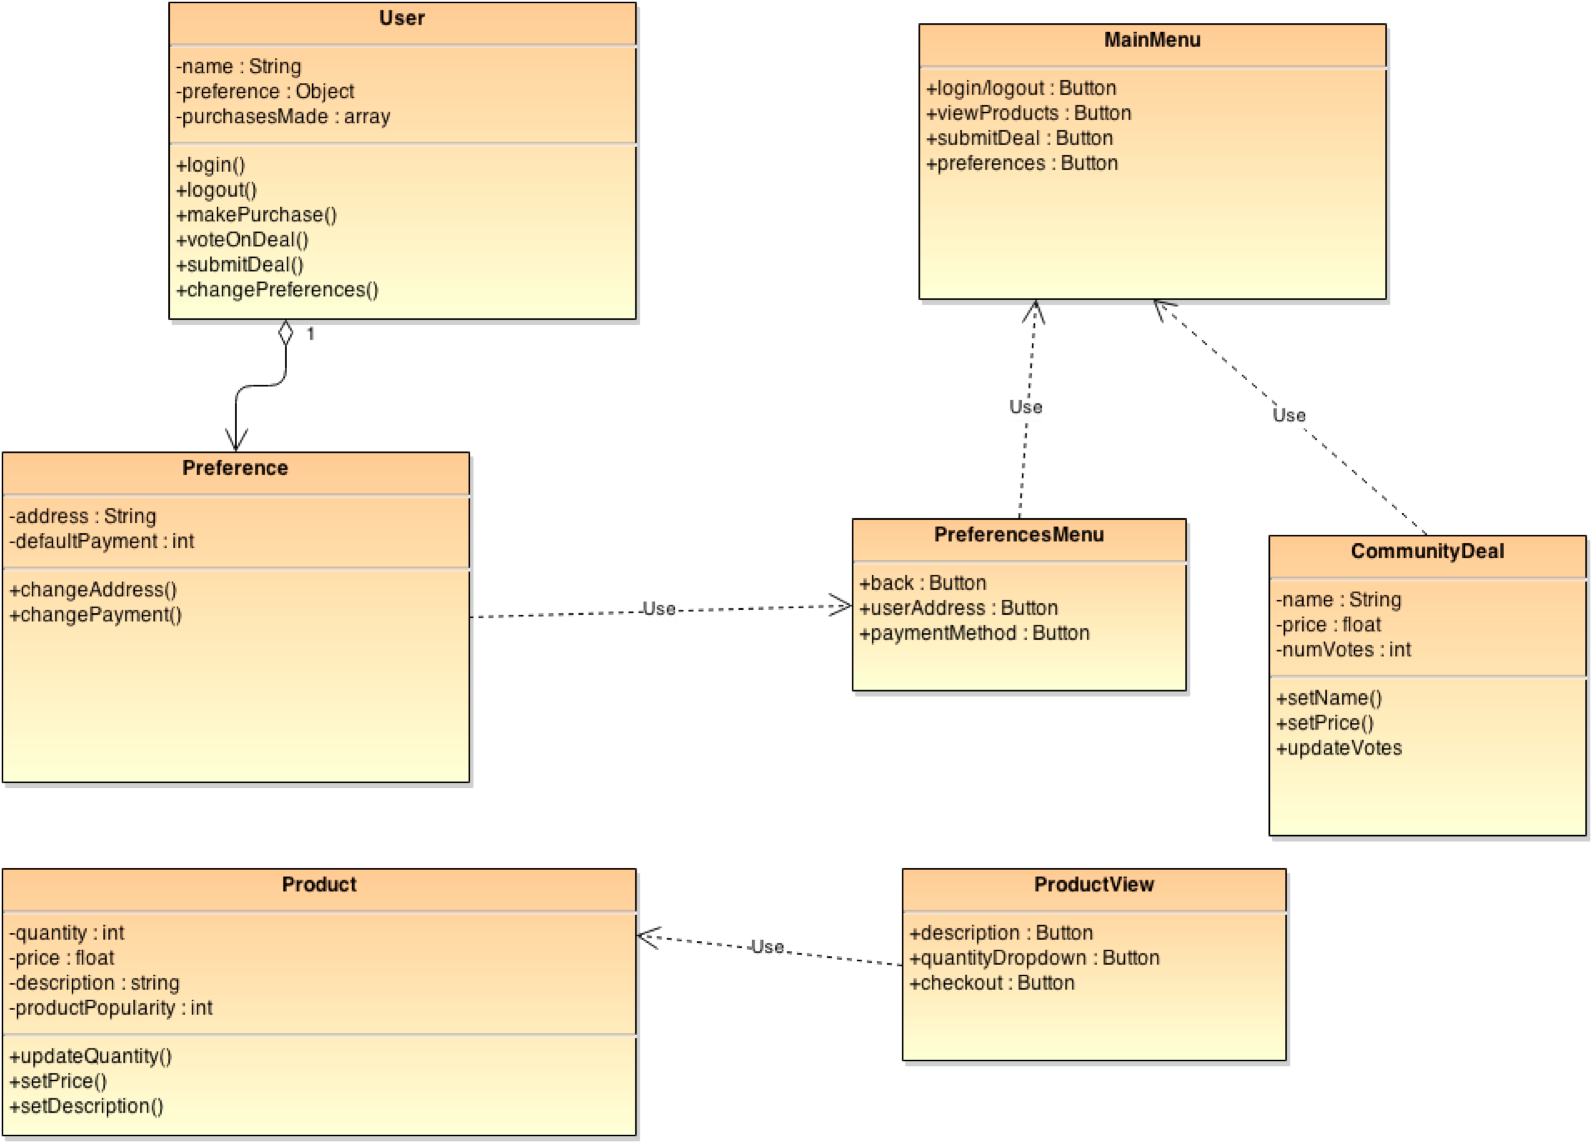 User
-name : String
-preference : Object
-purchasesMade : array
+login()
+logout()
+makePurchase()
+voteOnDeal()
+submitDeal()
+changePreferences()
1
MainMenu
+login/logout : Button
+viewProducts : Button
+submitDeal : Button
+preferences : Button
Use
Use
Preference
-address : String
-defaultPayment : int
+changeAddress()
+changePayment()
Use
PreferencesMenu
+back : Button
+userAddress : Button
+paymentMethod : Button
CommunityDeal
-name : String
-price : float
-numVotes : int
+setName()
+setPrice()
+updateVotes
Product
-quantity : int
-price : float
-description : string
-productPopularity : int
+updateQuantity()
+setPrice()
+setDescription()
Use
ProductView
+description : Button
+quantityDropdown : Button
+checkout : Button